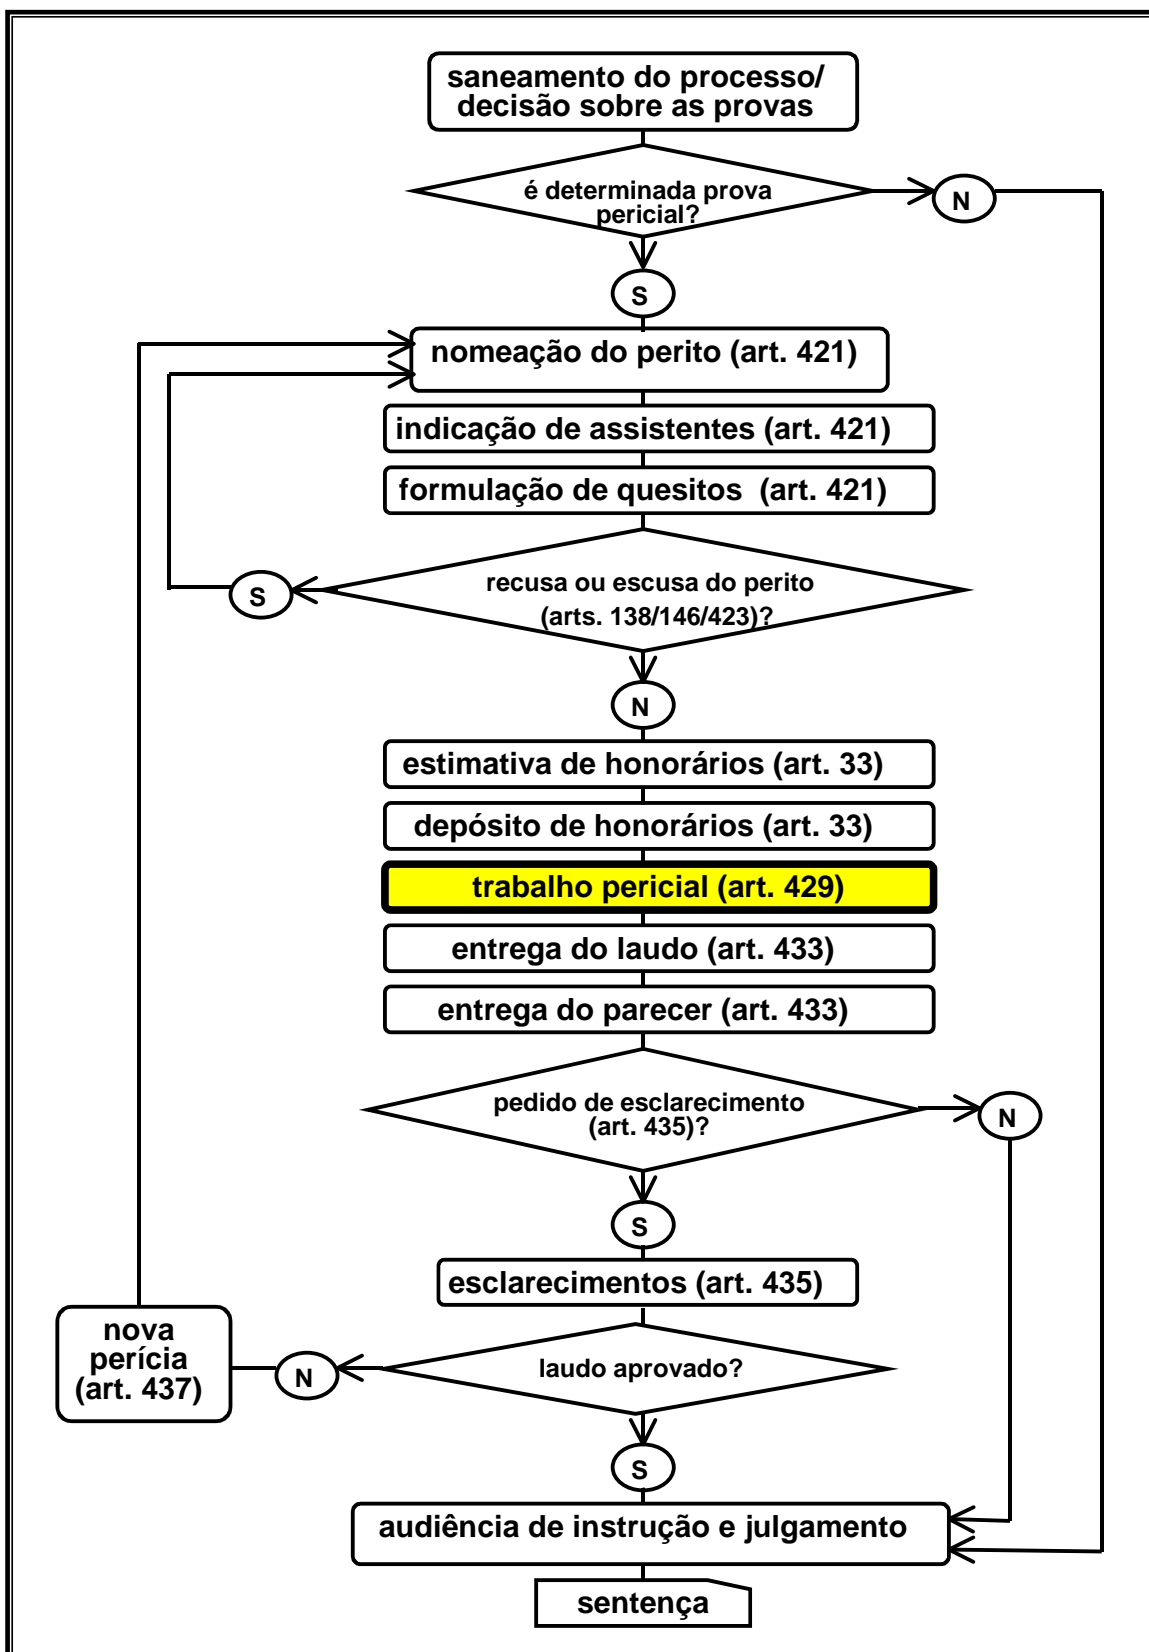 saneamento do processo/
decisão sobre as provas
é determinada prova
pericial?
N
S
nomeação do perito (art. 421)
indicação de assistentes (art. 421)
formulação de quesitos  (art. 421)
recusa ou escusa do perito
(arts. 138/146/423)?
S
N
estimativa de honorários (art. 33)
depósito de honorários (art. 33)
trabalho pericial (art. 429)
entrega do laudo (art. 433)
entrega do parecer (art. 433)
pedido de esclarecimento
(art. 435)?
N
S
esclarecimentos (art. 435)
nova
perícia
(art. 437)
N
laudo aprovado?
S
audiência de instrução e julgamento
sentença